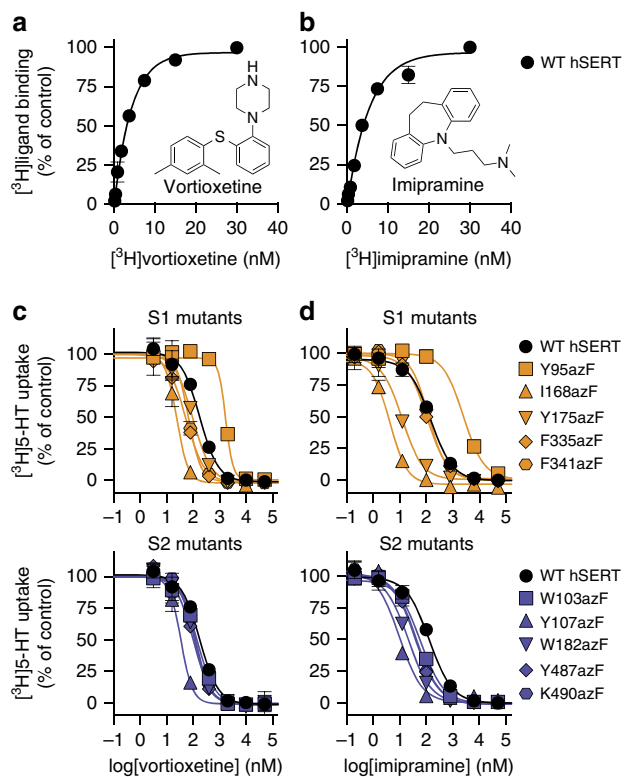 a
b
100
75
50
25
0
[³H]ligand binding
(% of control)
H
N
N
S
Vortioxetine
0 10 20 30 40
[³H]vortioxetine (nM)
100
75
50
25
0
N
N
Imipramine
0 10 20 30 40
[³H]imipramine (nM)
WT hSERT
c
d
S1 mutants
100
75
50
25
0
[³H]5-HT uptake
(% of control)
–1 0 1 2 3 4 5
S1 mutants
100
75
50
25
0
–1 0 1 2 3 4 5
WT hSERT
Y95azF
I168azF
Y175azF
F335azF
F341azF
S2 mutants
100
75
50
25
0
[³H]5-HT uptake
(% of control)
–1 0 1 2 3 4 5
log[vortioxetine] (nM)
S2 mutants
100
75
50
25
0
–1 0 1 2 3 4 5
log[imipramine] (nM)
WT hSERT
W103azF
Y107azF
W182azF
Y487azF
K490azF